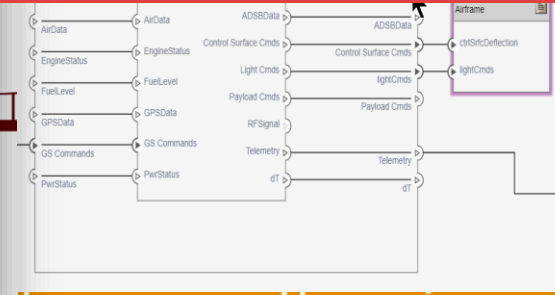 AirData
EngineStatus
FuelLevel
GPSData
GS Commands
PwrStatus
AirData
EngineStatus
FuelLevel
GPSData
GS Commands
PwrStatus
ADSBData
Control Surface Cmds
Light Cmds
Payload Cmds
RFSignal
Telemetry
dT
ADSBData
Control Surface Cmds
lightCmds
Payload Cmds
Telemetry
dT
Airframe
ctrlSrfcDeflection
lightCmds